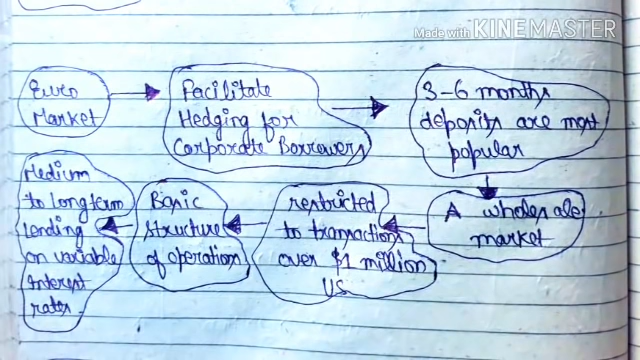 Made with KINEMASTER
Euro
Market
Facilitate
Hedging for
Corporate Borrowers
3-6 months
deposits are most
popular
A wholesale
market
restricted
to transactions
over $1 million
US
Basic
structure
of operation
Medium
to long term
lending
on variable
interest
rates.